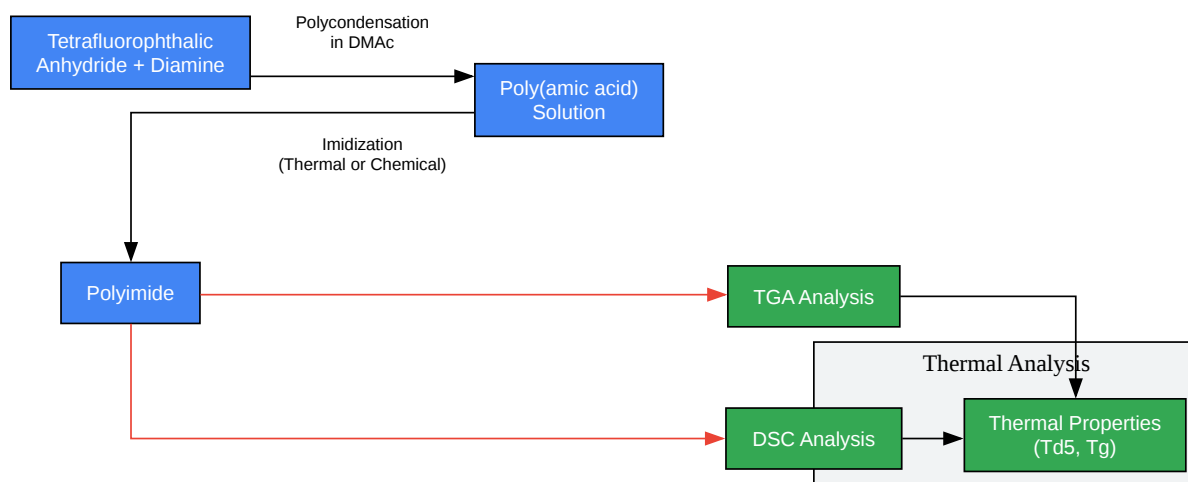 Tetrafluorophthalic
Anhydride + Diamine
Polycondensation
in DMAc
Poly(amic acid)
Solution
Imidization
(Thermal or Chemical)
Polyimide
TGA Analysis
Thermal Analysis
DSC Analysis
Thermal Properties
(Td5, Tg)